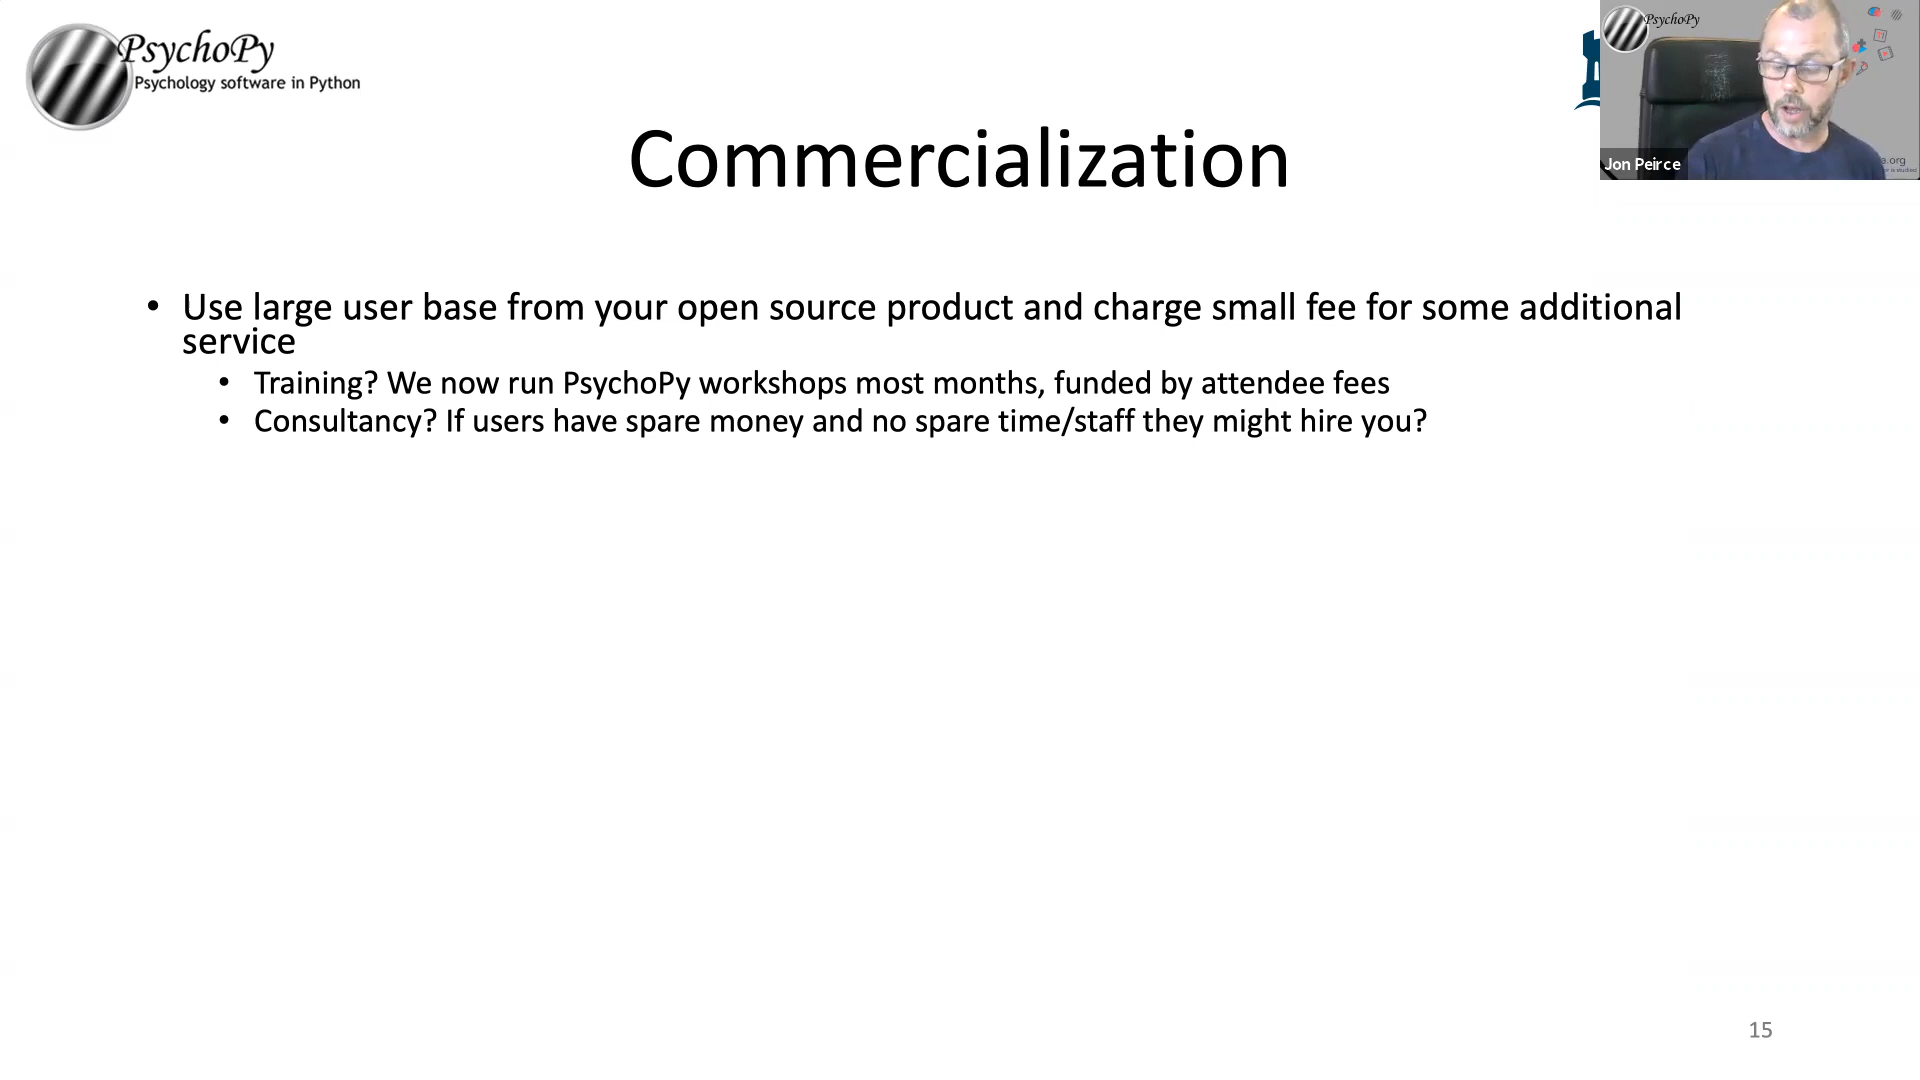 PsychoPy
Psychology software in Python
PsychoPy
Commercialization
Jon Peirce
a.org
• Use large user base from your open source product and charge small fee for some additional
service
• Training? We now run PsychoPy workshops most months, funded by attendee fees
• Consultancy? If users have spare money and no spare time/staff they might hire you?
15